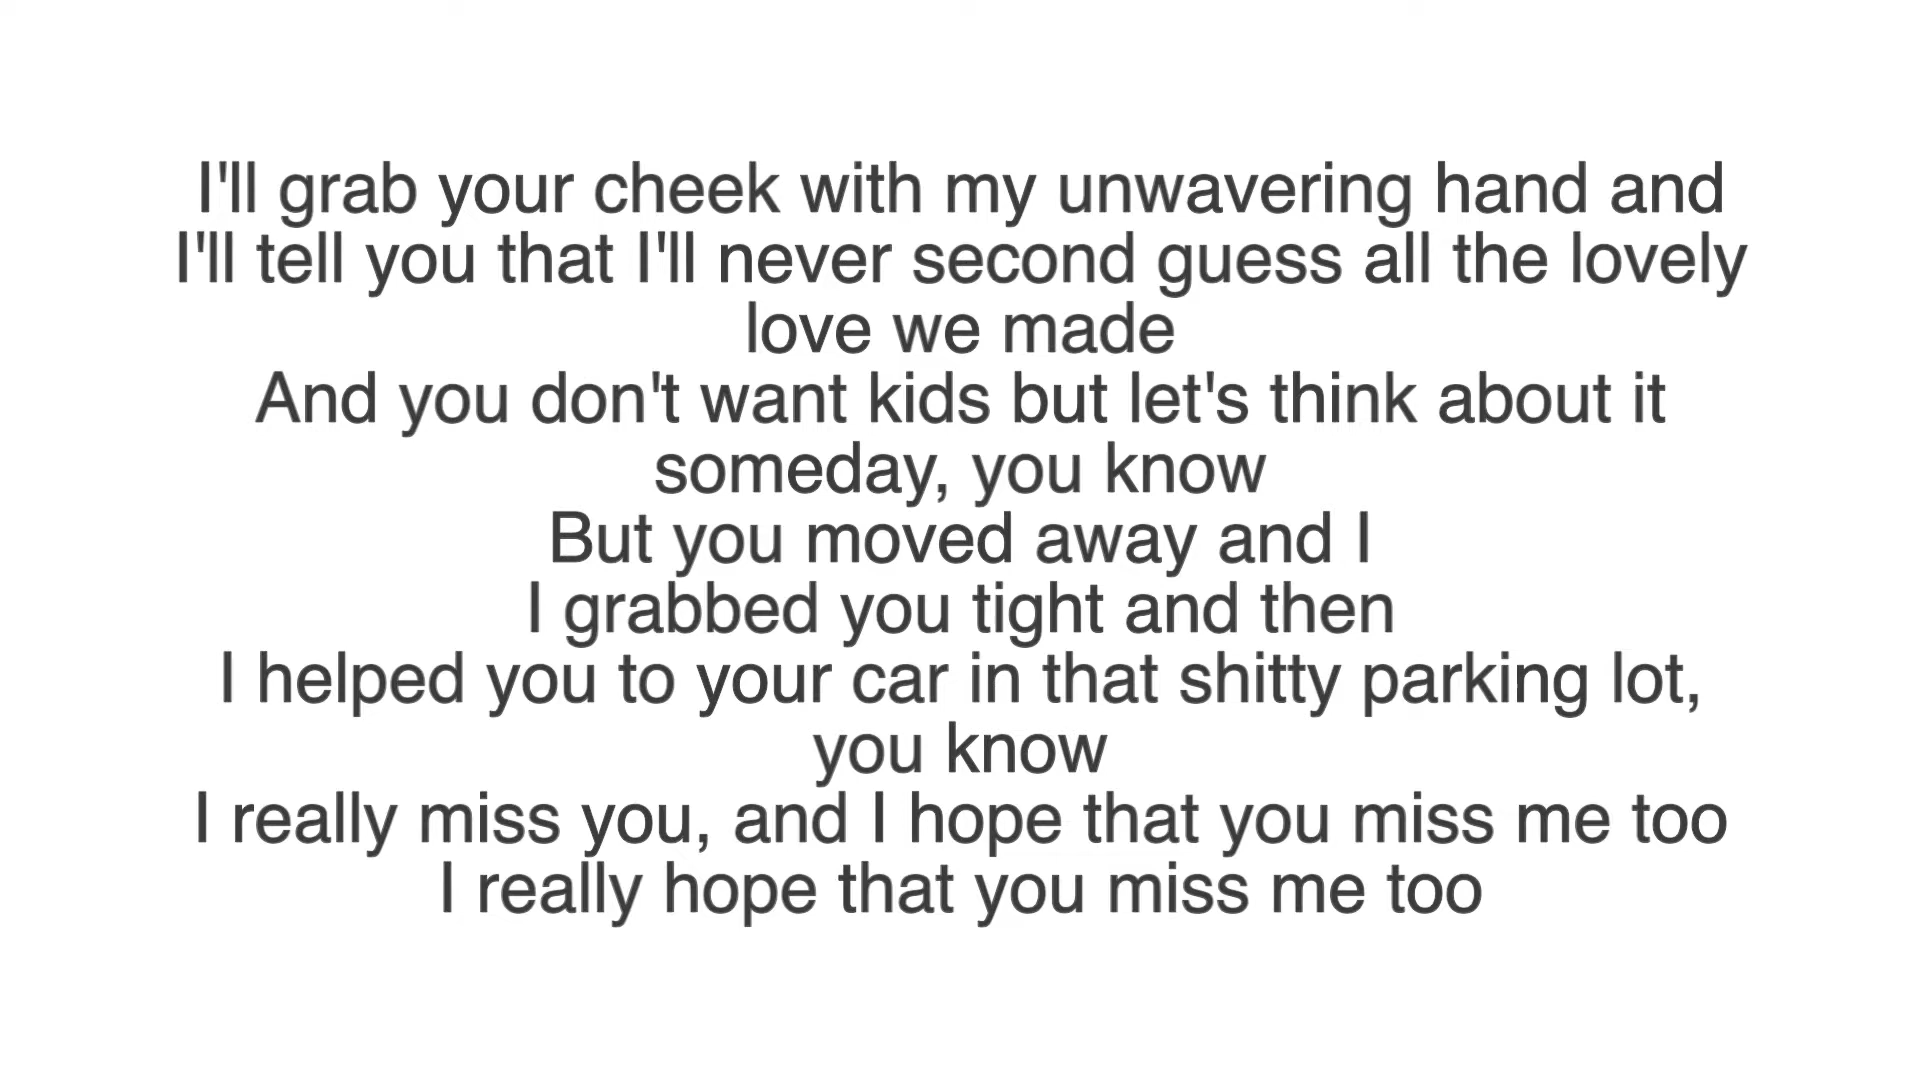 I'll grab your cheek with my unwavering hand and
I'll tell you that I'll never second guess all the lovely
love we made
And you don't want kids but let's think about it
someday, you know
But you moved away and I
I grabbed you tight and then
I helped you to your car in that shitty parking lot,
you know
I really miss you, and I hope that you miss me too
I really hope that you miss me too